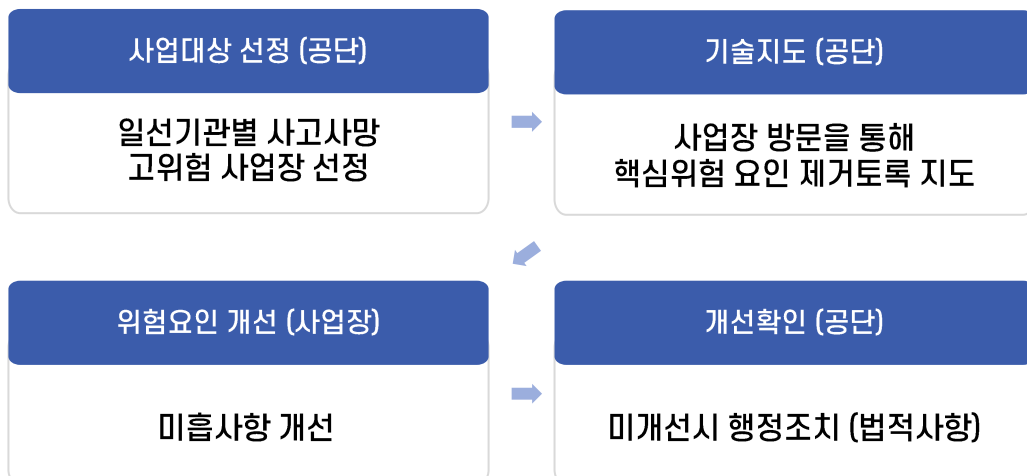 사업대상 선정 (공단)
일선기관별 사고사망
고위험 사업장 선정
기술지도 (공단)
사업장 방문을 통해
핵심위험 요인 제거토록 지도
위험요인 개선 (사업장)
미흡사항 개선
개선확인 (공단)
미개선시 행정조치 (법적사항)